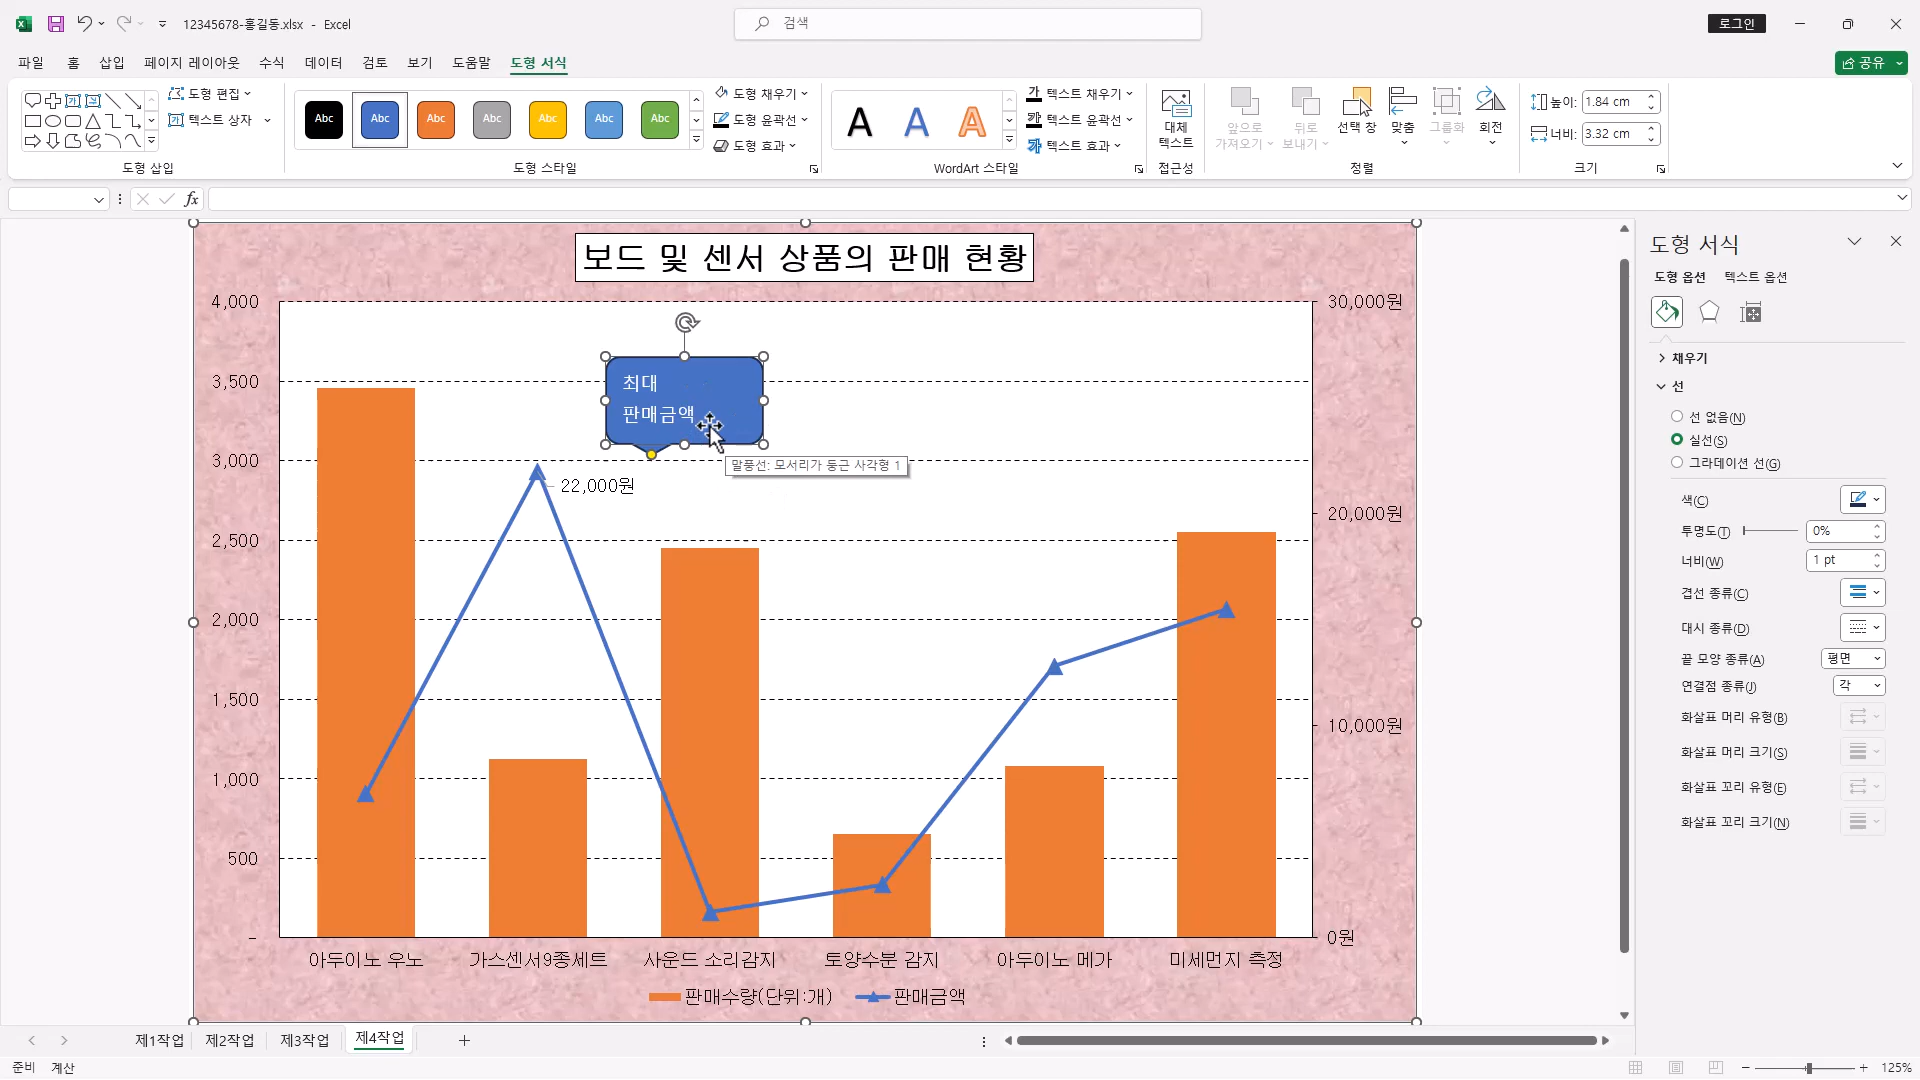 12345678-홍길동.xlsx - Excel
검색
로그인
파일 홈 삽입 페이지 레이아웃 수식 데이터 검토 보기 도움말 도형 서식
공유
도형 편집
텍스트 상자
도형 삽입
Abc Abc Abc Abc Abc Abc Abc
도형 채우기
도형 윤곽선
도형 효과
도형 스타일
A A A
텍스트 채우기
텍스트 윤곽선
텍스트 효과
WordArt 스타일
대체
텍스트
접근성
앞으로
가져오기
뒤로
보내기
선택 창
맞춤
그룹화
회전
정렬
높이: 1.84 cm
너비: 3.32 cm
크기
fx
보드 및 센서 상품의 판매 현황
4,000
3,500
3,000
2,500
2,000
1,500
1,000
500
-
30,000원
20,000원
10,000원
0원
최대
판매금액
말풍선: 모서리가 둥근 사각형 1
22,000원
아두이노 우노 가스센서9종세트 사운드 소리감지 토양수분 감지 아두이노 메가 미세먼지 측정
판매수량(단위:개) 판매금액
도형 서식
도형 옵션 텍스트 옵션
채우기
선
선 없음(N)
실선(S)
그라데이션 선(G)
색(C)
투명도(T) 0%
너비(W) 1 pt
겹선 종류(C)
대시 종류(D)
끝 모양 종류(A) 평면
연결점 종류(J) 각
화살표 머리 유형(B)
화살표 머리 크기(S)
화살표 꼬리 유형(E)
화살표 꼬리 크기(N)
제1작업 제2작업 제3작업 제4작업
준비 계산
125%